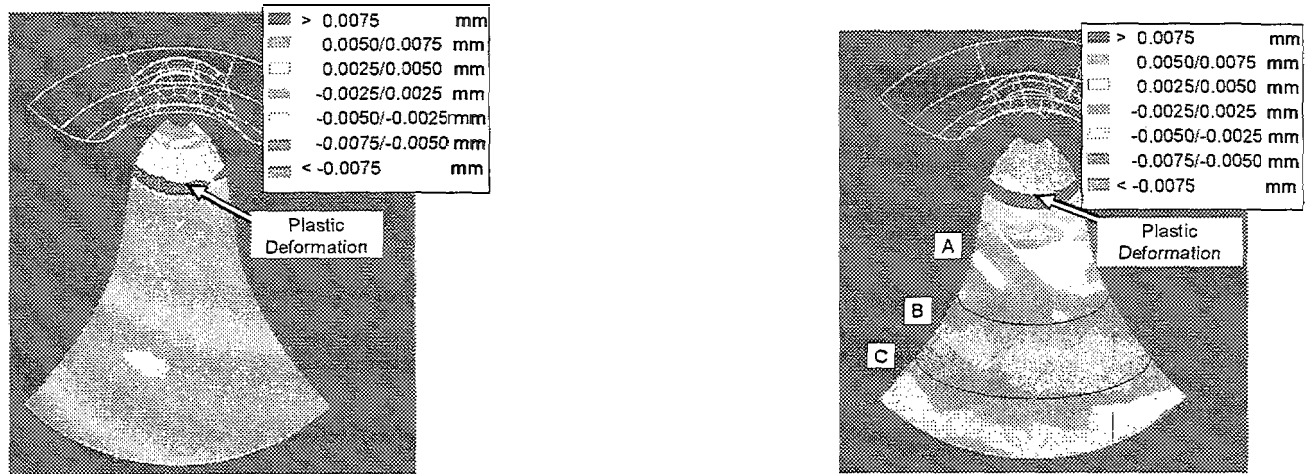 > 0.0075 mm
0.0050/0.0075 mm
0.0025/0.0050 mm
-0.0025/0.0025 mm
-0.0050/-0.0025 mm
-0.0075/-0.0050 mm
< -0.0075 mm
Plastic
Deformation
> 0.0075 mm
0.0050/0.0075 mm
0.0025/0.0050 mm
-0.0025/0.0025 mm
-0.0050/-0.0025 mm
-0.0075/-0.0050 mm
< -0.0075 mm
Plastic
Deformation
A
B
C